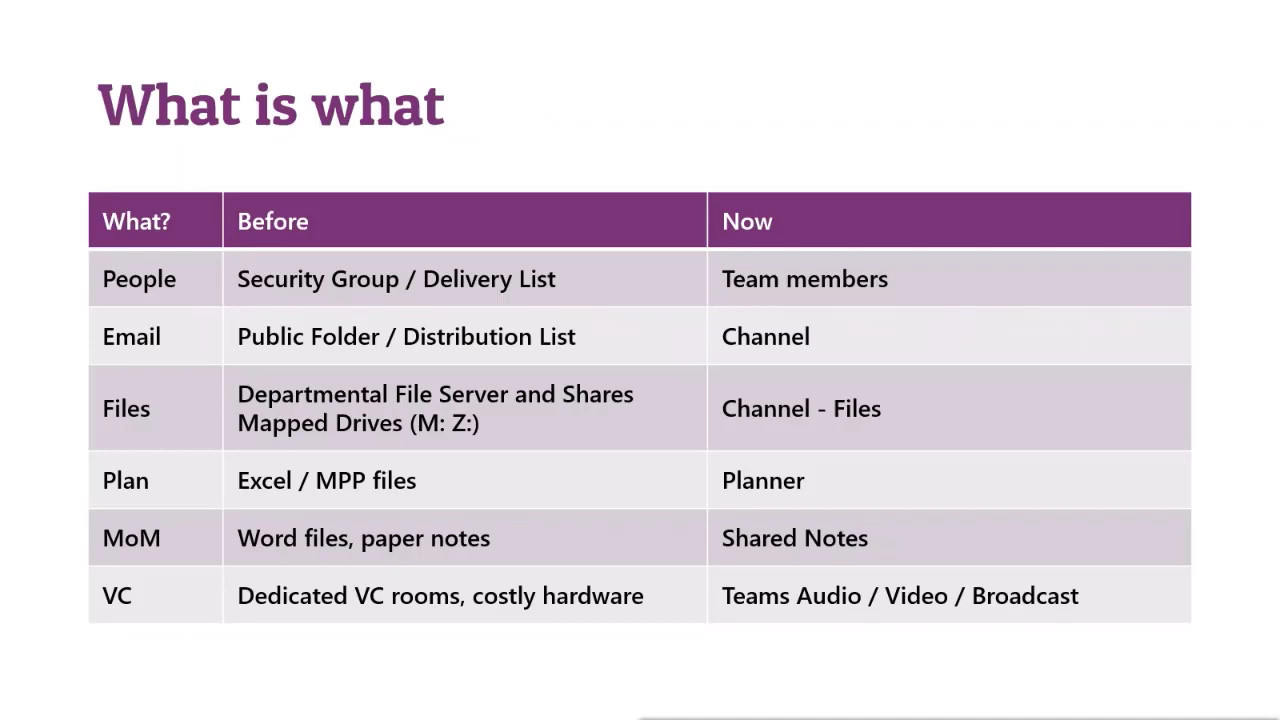 What is what
What? Before Now
People Security Group / Delivery List Team members
Email Public Folder / Distribution List Channel
Files Departmental File Server and Shares
Mapped Drives (M: Z:) Channel - Files
Plan Excel / MPP files Planner
MoM Word files, paper notes Shared Notes
VC Dedicated VC rooms, costly hardware Teams Audio / Video / Broadcast